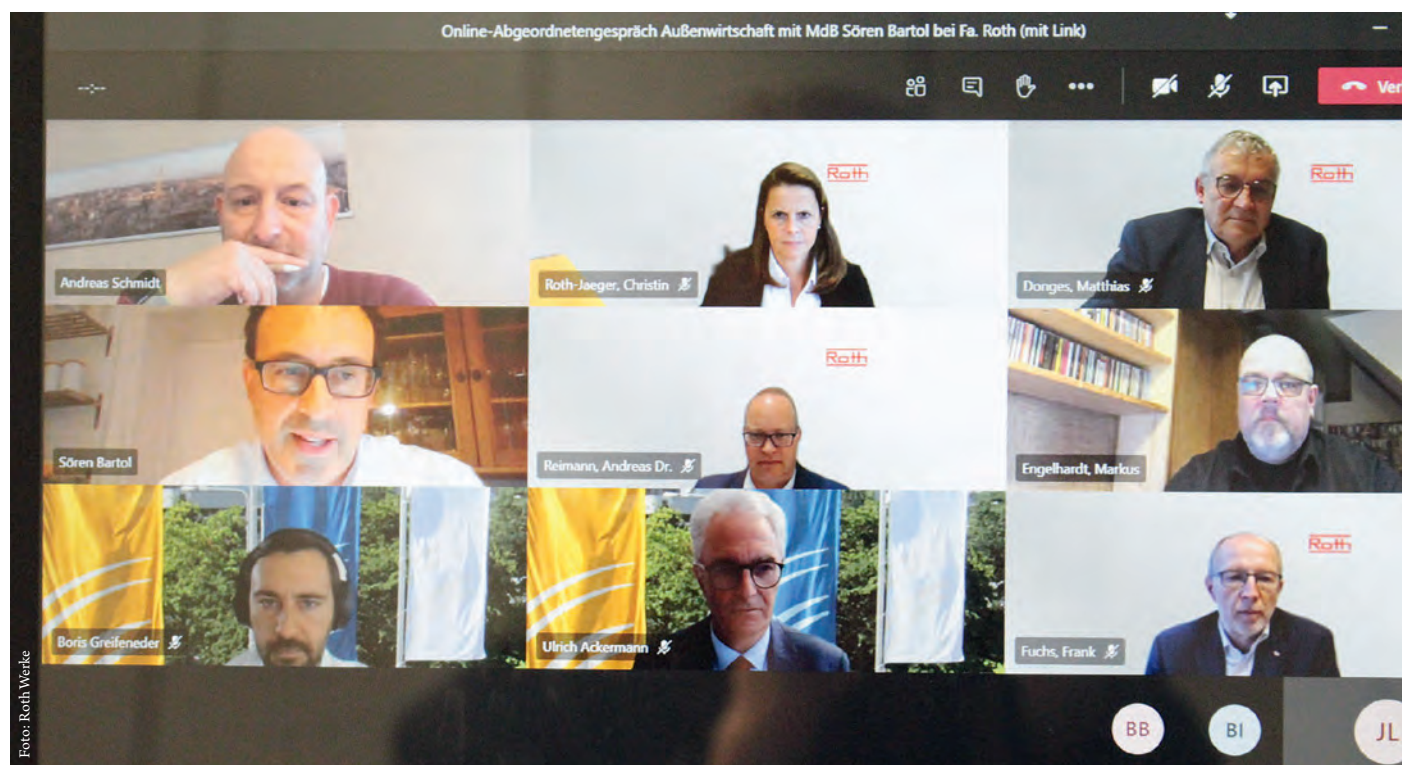 Online-Abgeordnetengespräch Außenwirtschaft mit MdB Sören Bartol bei Fa. Roth (mit Link)
--:--
Ver
Roth
Roth
Andreas Schmidt
Roth-Jaeger, Christin
Donges, Matthias
Roth
Sören Bartol
Reimann, Andreas Dr.
Engelhardt, Markus
Roth
Boris Greifeneder
Ulrich Ackermann
Fuchs, Frank
BB
BI
JL
Foto: Roth Werke